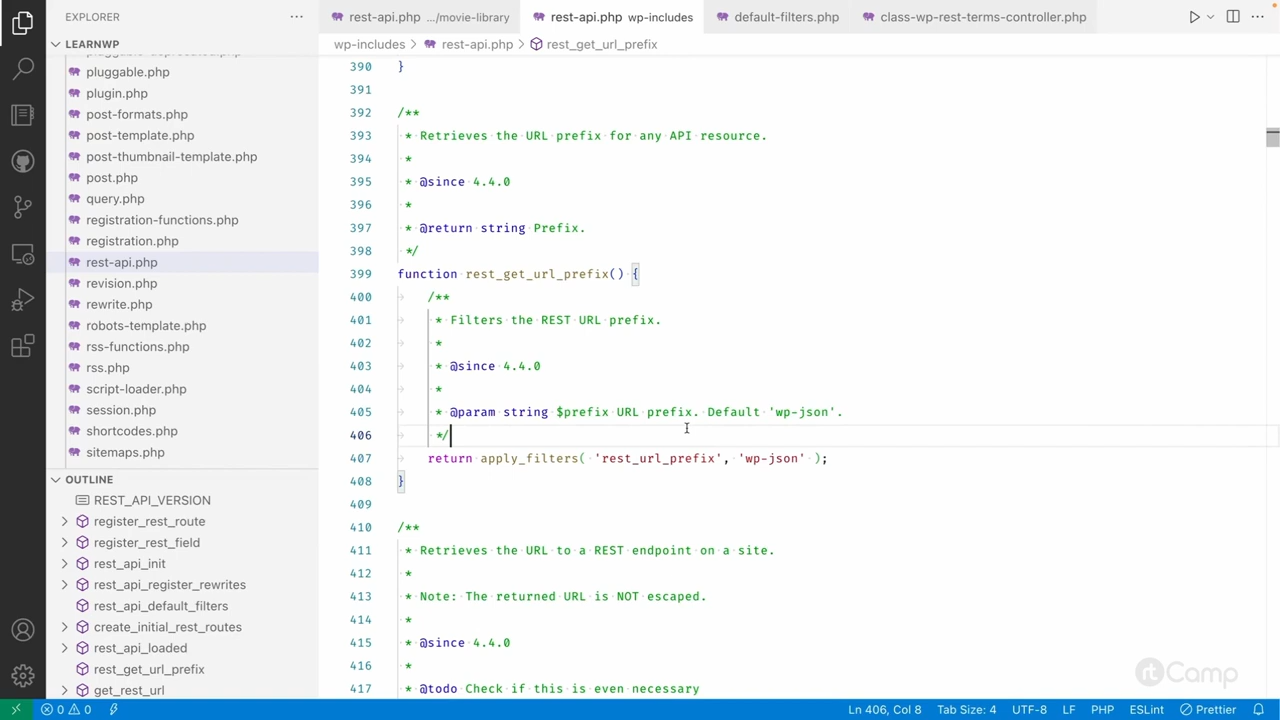 EXPLORER
rest-api.php .../movie-library
rest-api.php wp-includes
default-filters.php
class-wp-rest-terms-controller.php
LEARNWP
wp-includes > rest-api.php > rest_get_url_prefix
pluggable-deprecated.php
pluggable.php
plugin.php
post-formats.php
post-template.php
post-thumbnail-template.php
post.php
query.php
registration-functions.php
registration.php
rest-api.php
revision.php
rewrite.php
robots-template.php
rss-functions.php
rss.php
script-loader.php
session.php
shortcodes.php
sitemaps.php
OUTLINE
REST_API_VERSION
register_rest_route
register_rest_field
rest_api_init
rest_api_register_rewrites
rest_api_default_filters
create_initial_rest_routes
rest_api_loaded
rest_get_url_prefix
get_rest_url
390 }
391
392 /**
393 * Retrieves the URL prefix for any API resource.
394 *
395 * @since 4.4.0
396 *
397 * @return string Prefix.
398 */
399 function rest_get_url_prefix() {
400 /**
401 * Filters the REST URL prefix.
402 *
403 * @since 4.4.0
404 *
405 * @param string $prefix URL prefix. Default 'wp-json'.
406 */
407 return apply_filters( 'rest_url_prefix', 'wp-json' );
408 }
409
410 /**
411 * Retrieves the URL to a REST endpoint on a site.
412 *
413 * Note: The returned URL is NOT escaped.
414 *
415 * @since 4.4.0
416 *
417 * @todo Check if this is even necessary
rtCamp
0 0
Ln 406, Col 8 Tab Size: 4 UTF-8 LF PHP ESLint Prettier